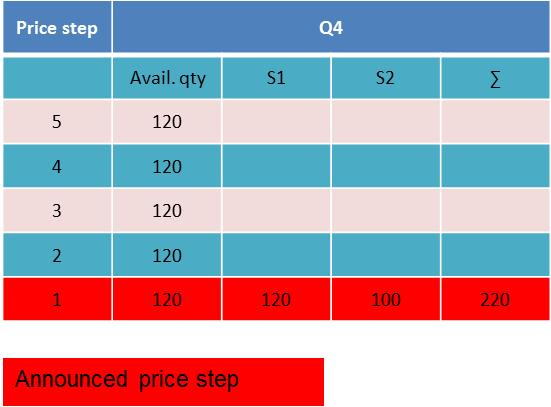 Price step Q4
Avail. qty S1 S2 ∑
5 120
4 120
3 120
2 120
1 120 120 100 220
Announced price step